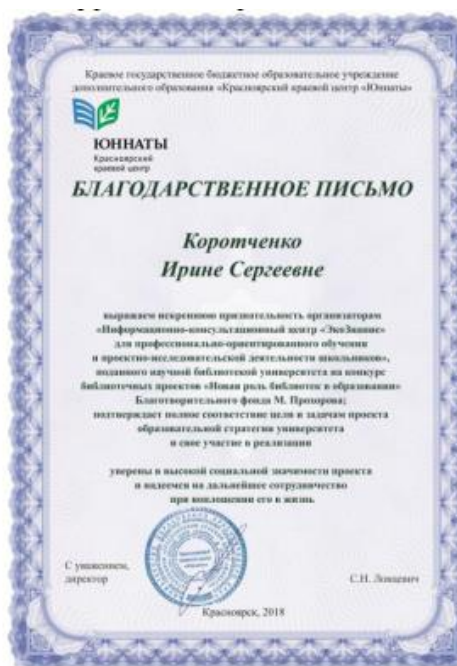 Краевое государственное бюджетное образовательное учреждение
дополнительного образования «Красноярский краевой центр «Юннаты»
ЮННАТЫ
Красноярский
краевой центр
БЛАГОДАРСТВЕННОЕ ПИСЬМО
Коротченко
Ирине Сергеевне
выражаем искреннюю признательность организаторам
«Информационно-консультационный центр «ЭкоЗнание»
для профессионально-ориентированного обучения
и проектно-исследовательской деятельности школьников»,
поданного научной библиотекой университета на конкурс
библиотечных проектов «Новая роль библиотек в образовании»
Благотворительного фонда М. Прохорова;
подтверждает полное соответствие цели и задачам проекта
образовательной стратегии университета
и свое участие в реализации
уверены в высокой социальной значимости проекта
и надеемся на дальнейшее сотрудничество
при воплощении его в жизнь
С уважением,
директор
С.Н.
Красноярск, 2018